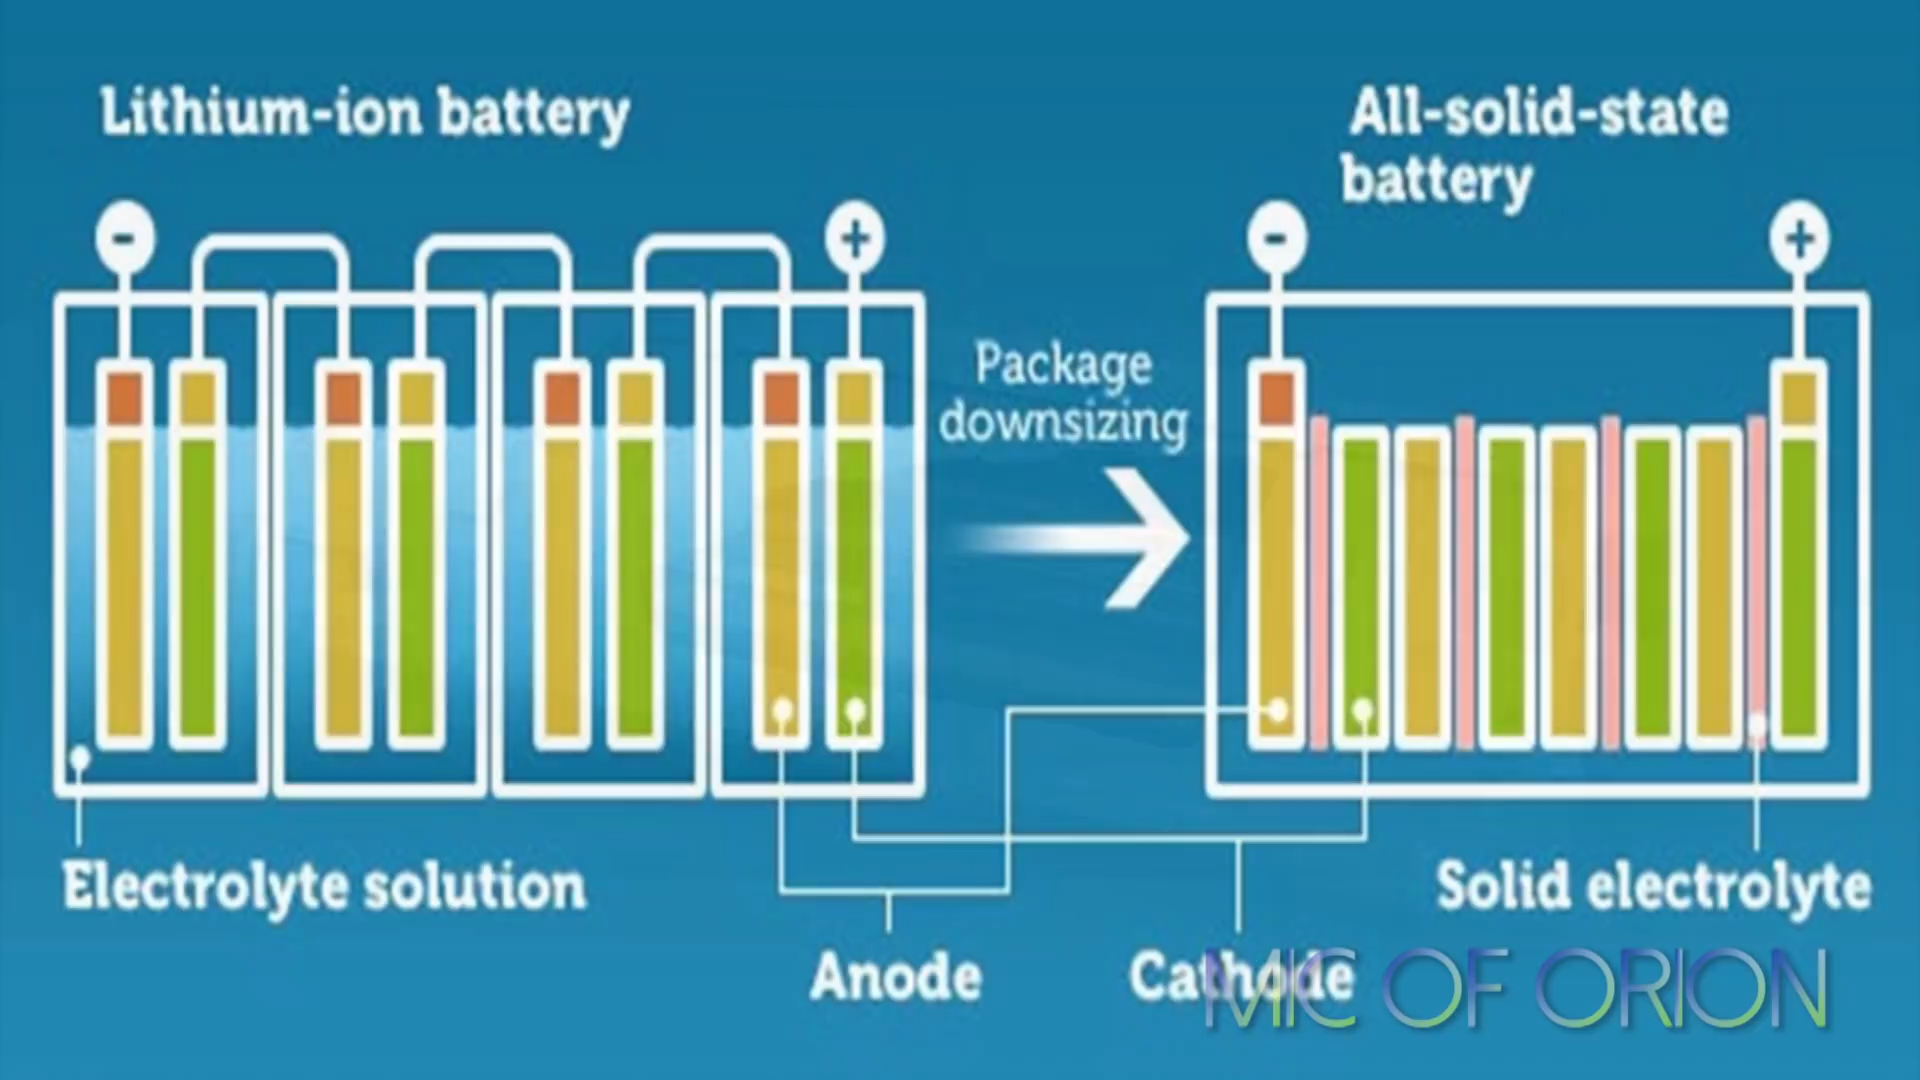 Lithium-ion battery
All-solid-state
battery
-
+
-
+
Package
downsizing
Electrolyte solution
Solid electrolyte
Anode
Cathode
MIC OF ORION